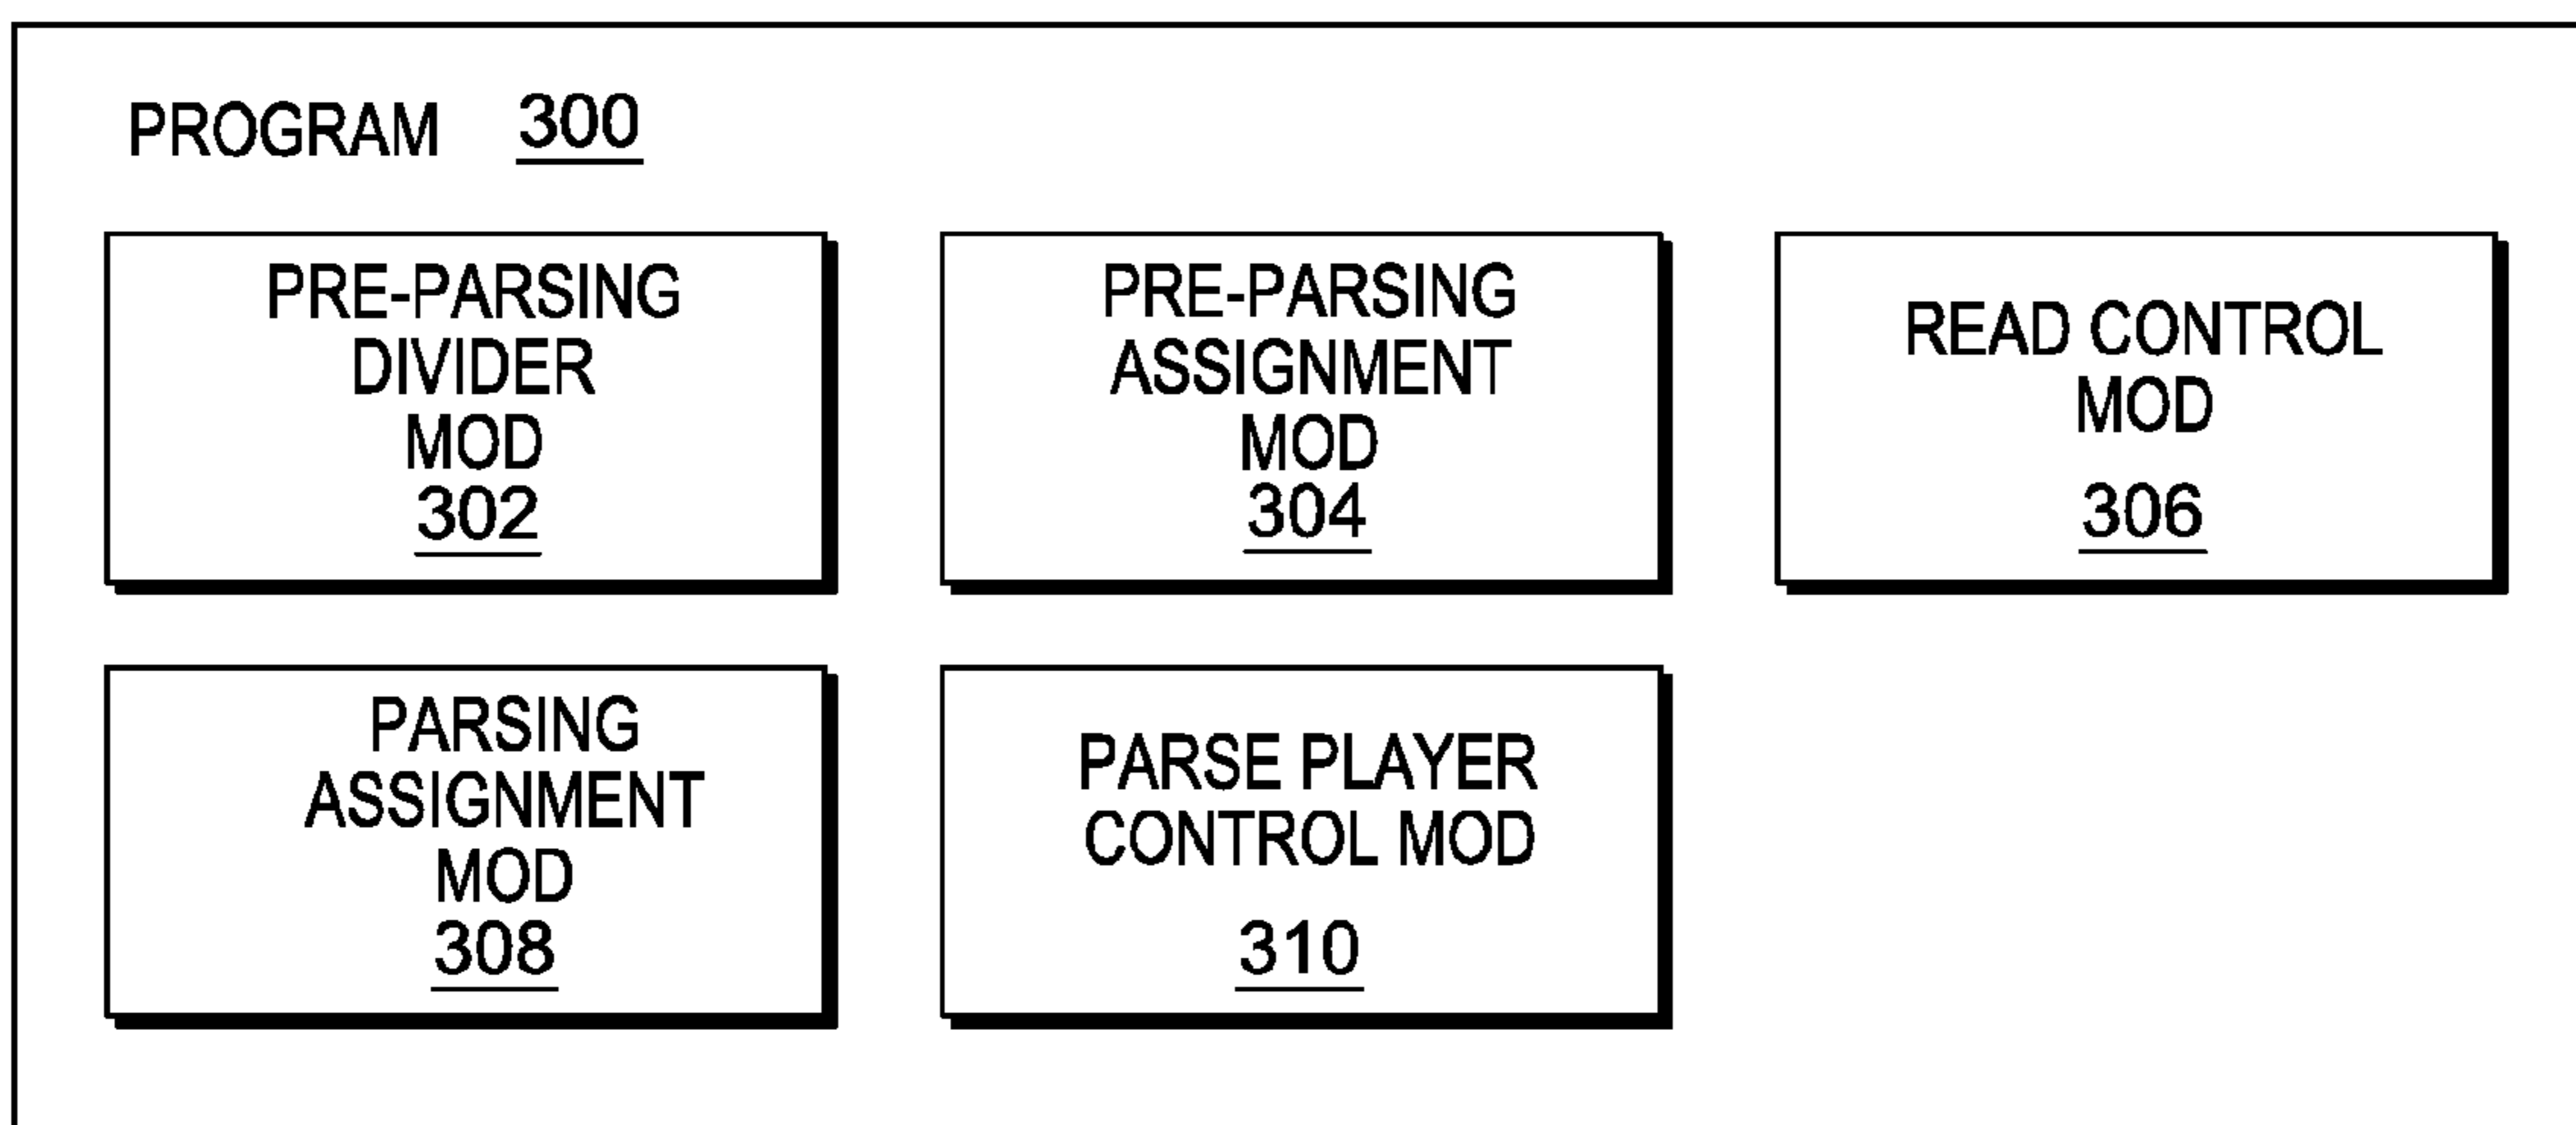 PROGRAM 300
PRE-PARSING
DIVIDER
MOD
302
PRE-PARSING
ASSIGNMENT
MOD
304
READ CONTROL
MOD
306
PARSING
ASSIGNMENT
MOD
308
PARSE PLAYER
CONTROL MOD
310